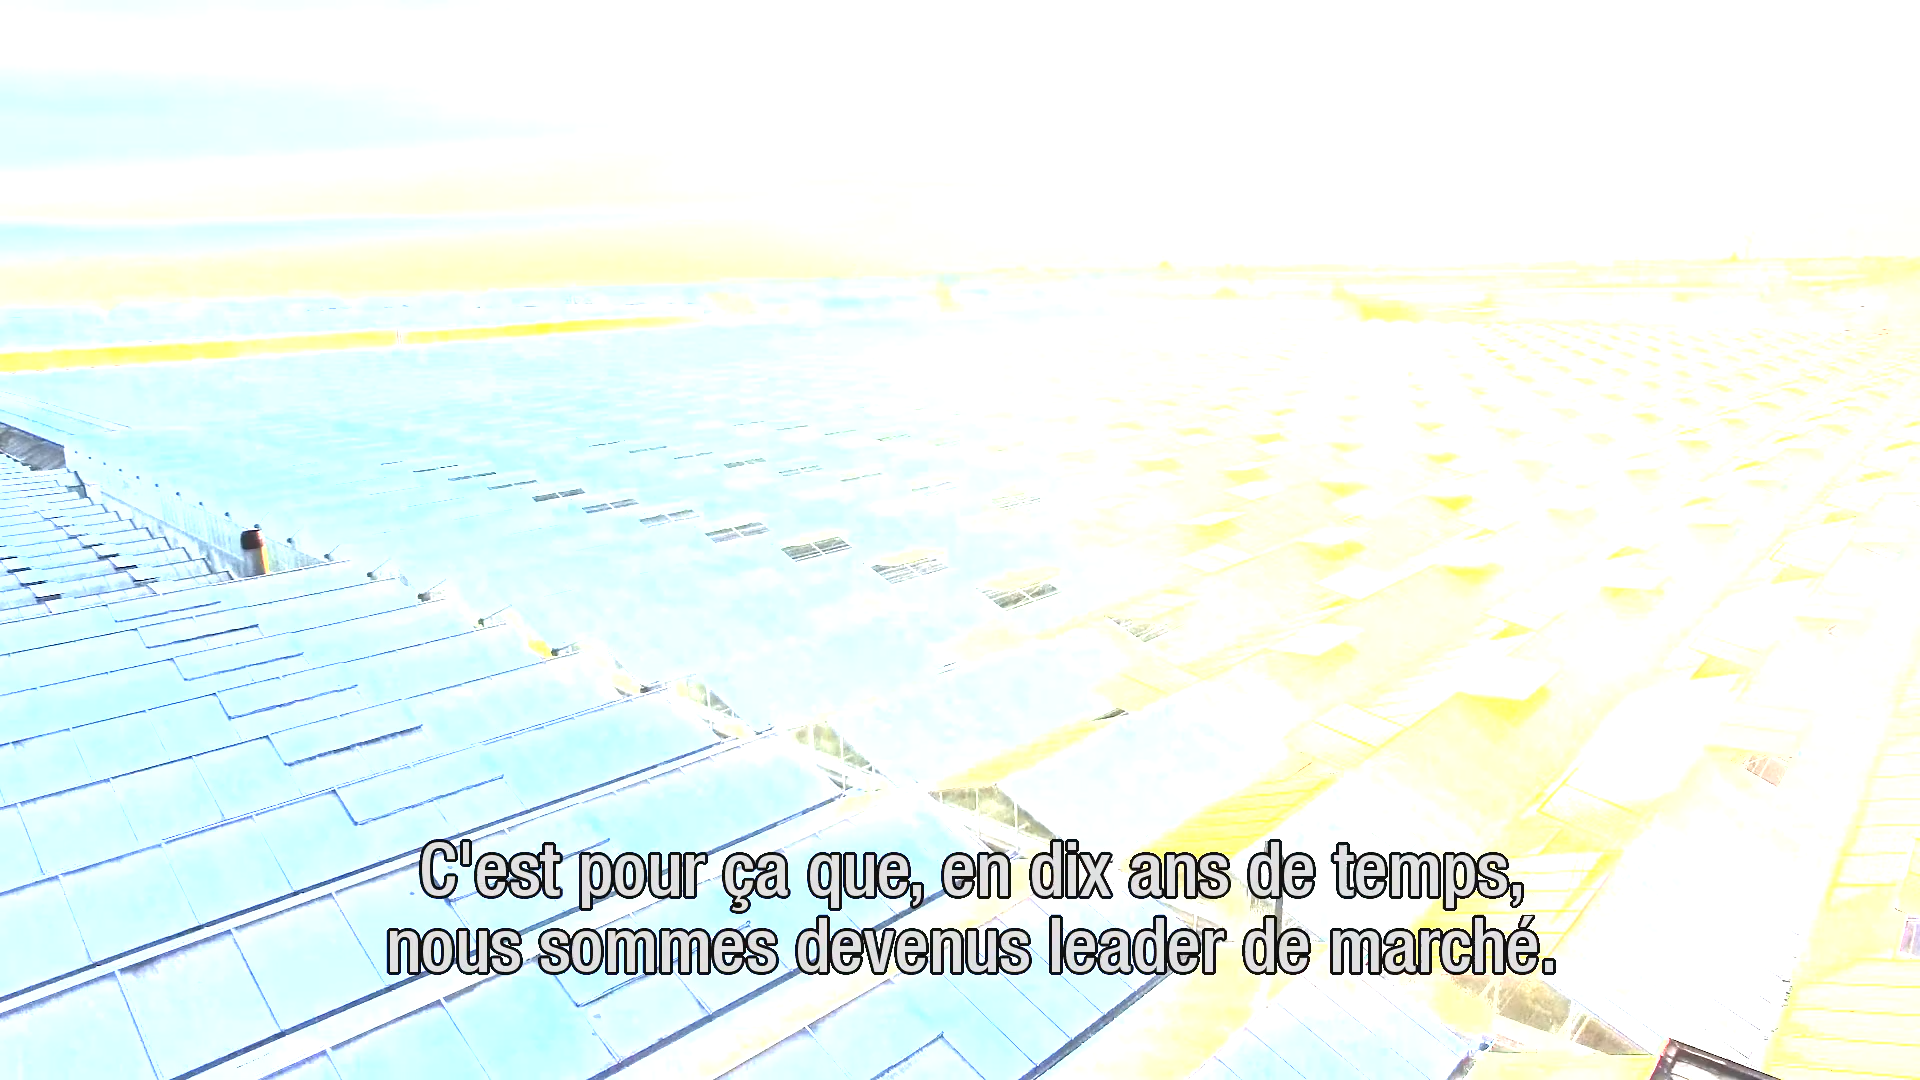 C'est pour ça que, en dix ans de temps,
nous sommes devenus leader de marché.